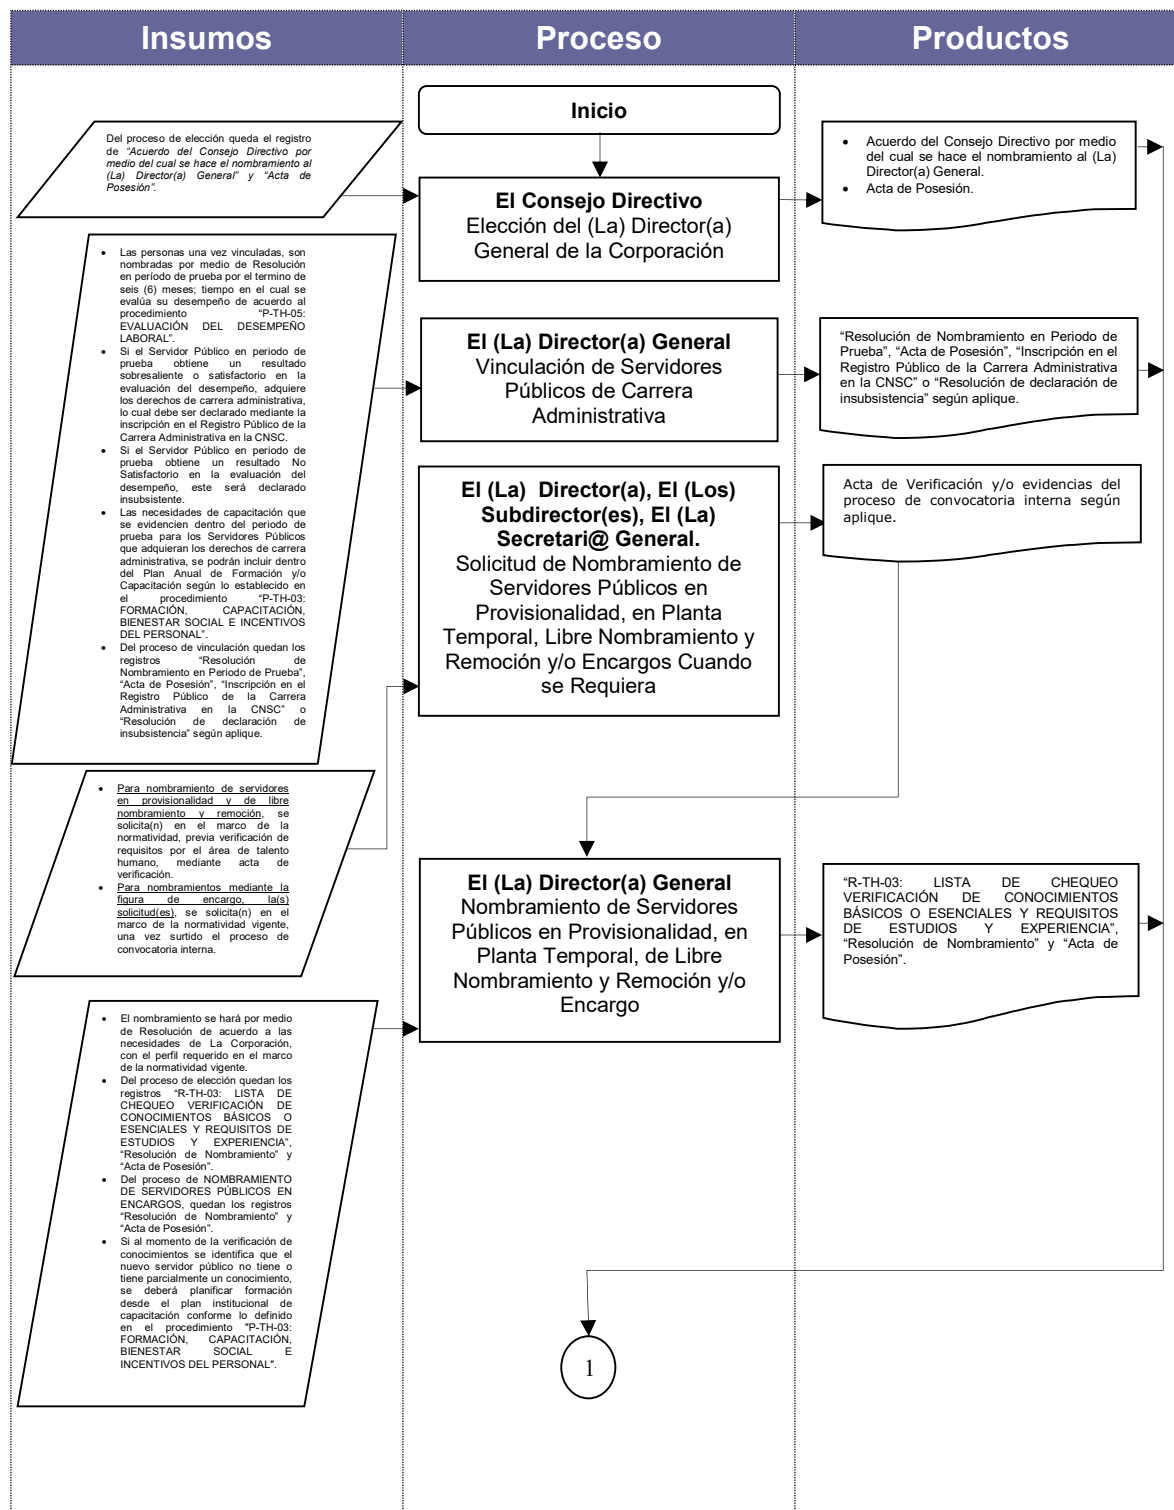 Insumos
Proceso
Productos
Inicio
Del proceso de elección queda el registro
de "Acuerdo del Consejo Directivo por
medio del cual se hace el nombramiento al
(La) Director(a) General" y "Acta de
Posesión".
El Consejo Directivo
Elección del (La) Director(a)
General de la Corporación
• Acuerdo del Consejo Directivo por medio
del cual se hace el nombramiento al (La)
Director(a) General.
• Acta de Posesión.
• Las personas una vez vinculadas, son
nombradas por medio de Resolución
en período de prueba por el termino de
seis (6) meses; tiempo en el cual se
evalúa su desempeño de acuerdo al
procedimiento "P-TH-05:
EVALUACIÓN DEL DESEMPEÑO
LABORAL".
• Si el Servidor Público en periodo de
prueba obtiene un resultado
sobresaliente o satisfactorio en la
evaluación del desempeño, adquiere
los derechos de carrera administrativa,
lo cual debe ser declarado mediante la
inscripción en el Registro Público de la
Carrera Administrativa en la CNSC.
• Si el Servidor Público en periodo de
prueba obtiene un resultado No
Satisfactorio en la evaluación del
desempeño, este será declarado
insubsistente.
• Las necesidades de capacitación que
se evidencien dentro del periodo de
prueba para los Servidores Públicos
que adquieran los derechos de carrera
administrativa, se podrán incluir dentro
del Plan Anual de Formación y/o
Capacitación según lo establecido en
el procedimiento "P-TH-03:
FORMACIÓN, CAPACITACIÓN,
BIENESTAR SOCIAL E INCENTIVOS
DEL PERSONAL".
• Del proceso de vinculación quedan los
registros "Resolución de
Nombramiento en Periodo de Prueba",
"Acta de Posesión", "Inscripción en el
Registro Público de la Carrera
Administrativa en la CNSC" o
"Resolución de declaración de
insubsistencia" según aplique.
El (La) Director(a) General
Vinculación de Servidores
Públicos de Carrera
Administrativa
"Resolución de Nombramiento en Periodo de
Prueba", "Acta de Posesión", "Inscripción en el
Registro Público de la Carrera Administrativa
en la CNSC" o "Resolución de declaración de
insubsistencia" según aplique.
El (La) Director(a), El (Los)
Subdirector(es), El (La)
Secretari@ General.
Solicitud de Nombramiento de
Servidores Públicos en
Provisionalidad, en Planta
Temporal, Libre Nombramiento y
Remoción y/o Encargos Cuando
se Requiera
Acta de Verificación y/o evidencias del
proceso de convocatoria interna según
aplique.
• Para nombramiento de servidores
en provisionalidad y de libre
nombramiento y remoción, se
solicita(n) en el marco de la
normatividad, previa verificación de
requisitos por el área de talento
humano, mediante acta de
verificación.
• Para nombramientos mediante la
figura de encargo, la(s)
solicitud(es), se solicita(n) en el
marco de la normatividad vigente,
una vez surtido el proceso de
convocatoria interna.
El (La) Director(a) General
Nombramiento de Servidores
Públicos en Provisionalidad, en
Planta Temporal, de Libre
Nombramiento y Remoción y/o
Encargo
"R-TH-03: LISTA DE CHEQUEO
VERIFICACIÓN DE CONOCIMIENTOS
BÁSICOS O ESENCIALES Y REQUISITOS
DE ESTUDIOS Y EXPERIENCIA",
"Resolución de Nombramiento" y "Acta de
Posesión".
• El nombramiento se hará por medio
de Resolución de acuerdo a las
necesidades de La Corporación,
con el perfil requerido en el marco
de la normatividad vigente.
• Del proceso de elección quedan los
registros "R-TH-03: LISTA DE
CHEQUEO VERIFICACIÓN DE
CONOCIMIENTOS BÁSICOS O
ESENCIALES Y REQUISITOS DE
ESTUDIOS Y EXPERIENCIA",
"Resolución de Nombramiento" y
"Acta de Posesión".
• Del proceso de NOMBRAMIENTO
DE SERVIDORES PÚBLICOS EN
ENCARGOS, quedan los registros
"Resolución de Nombramiento" y
"Acta de Posesión".
• Si al momento de la verificación de
conocimientos se identifica que el
nuevo servidor público no tiene o
tiene parcialmente un conocimiento,
se deberá planificar formación
desde el plan institucional de
capacitación conforme lo definido
en el procedimiento "P-TH-03:
FORMACIÓN, CAPACITACIÓN,
BIENESTAR SOCIAL E
INCENTIVOS DEL PERSONAL".
1